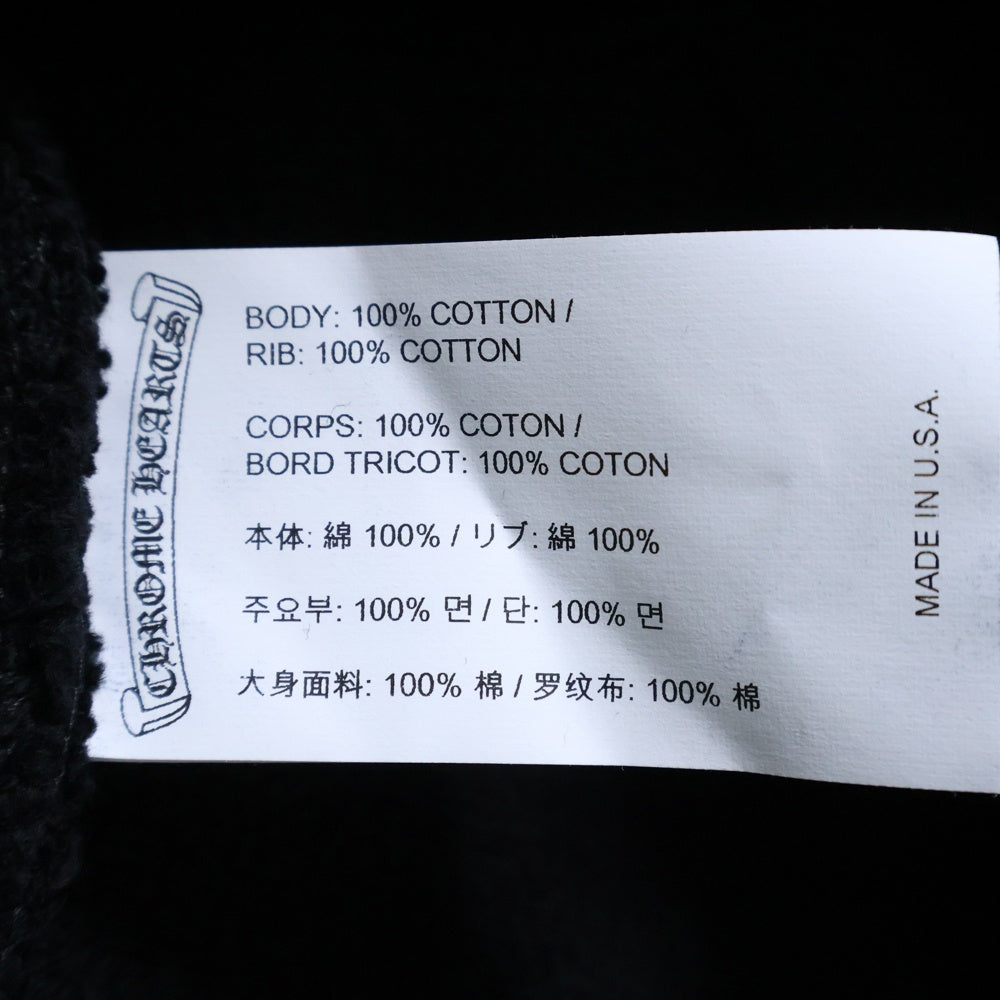 CHROME HEARTS
BODY: 100% COTTON /
RIB: 100% COTTON
CORPS: 100% COTON /
BORD TRICOT: 100% COTON
本体: 綿 100% / リブ: 綿 100%
주요부: 100% 면 / 단: 100% 면
大身面料: 100% 棉 / 罗纹布: 100% 棉
MADE IN U.S.A.